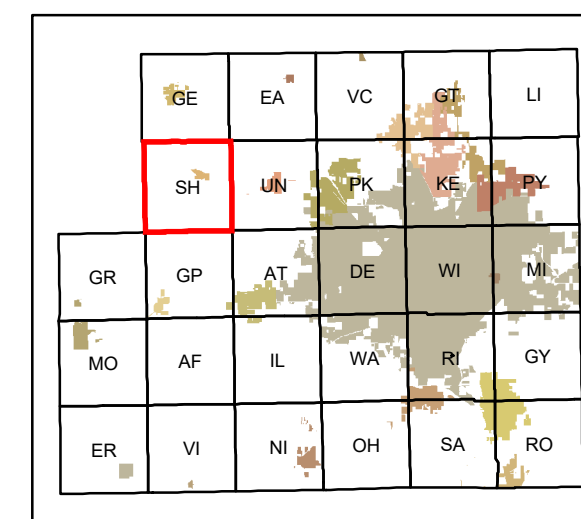 GE EA VC GT LI
SH UN PK KE PY
GR GP AT DE WI MI
MO AF IL WA RI GY
ER VI NI OH SA RO